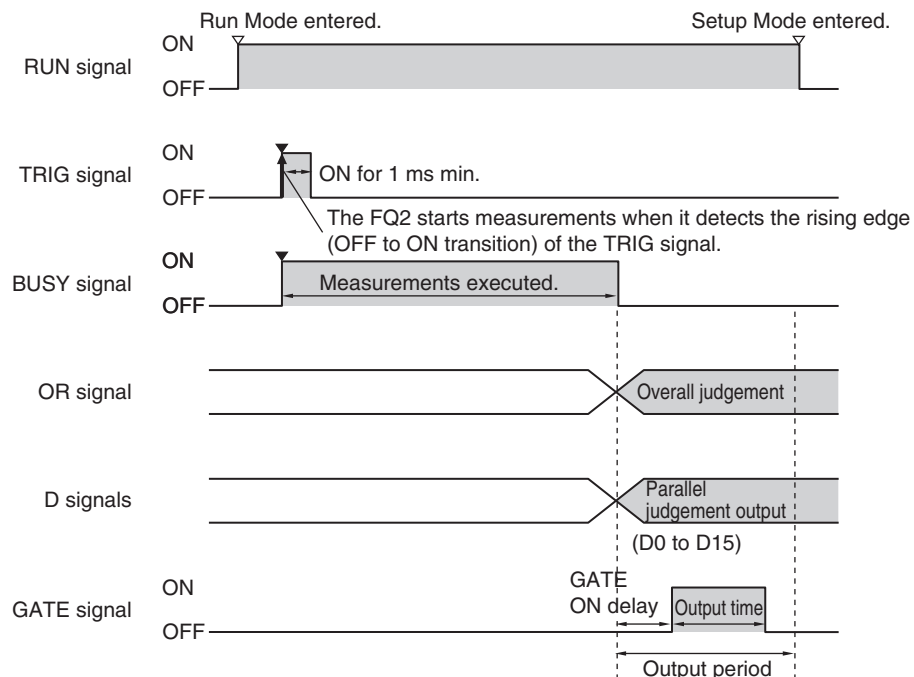 Run Mode entered.
Setup Mode entered.
RUN signal
ON
OFF
TRIG signal
ON
OFF
ON for 1 ms min.
The FQ2 starts measurements when it detects the rising edge
(OFF to ON transition) of the TRIG signal.
BUSY signal
ON
OFF
Measurements executed.
OR signal
Overall judgement
D signals
Parallel
judgement output
(D0 to D15)
GATE signal
ON
OFF
GATE
ON delay
Output time
Output period